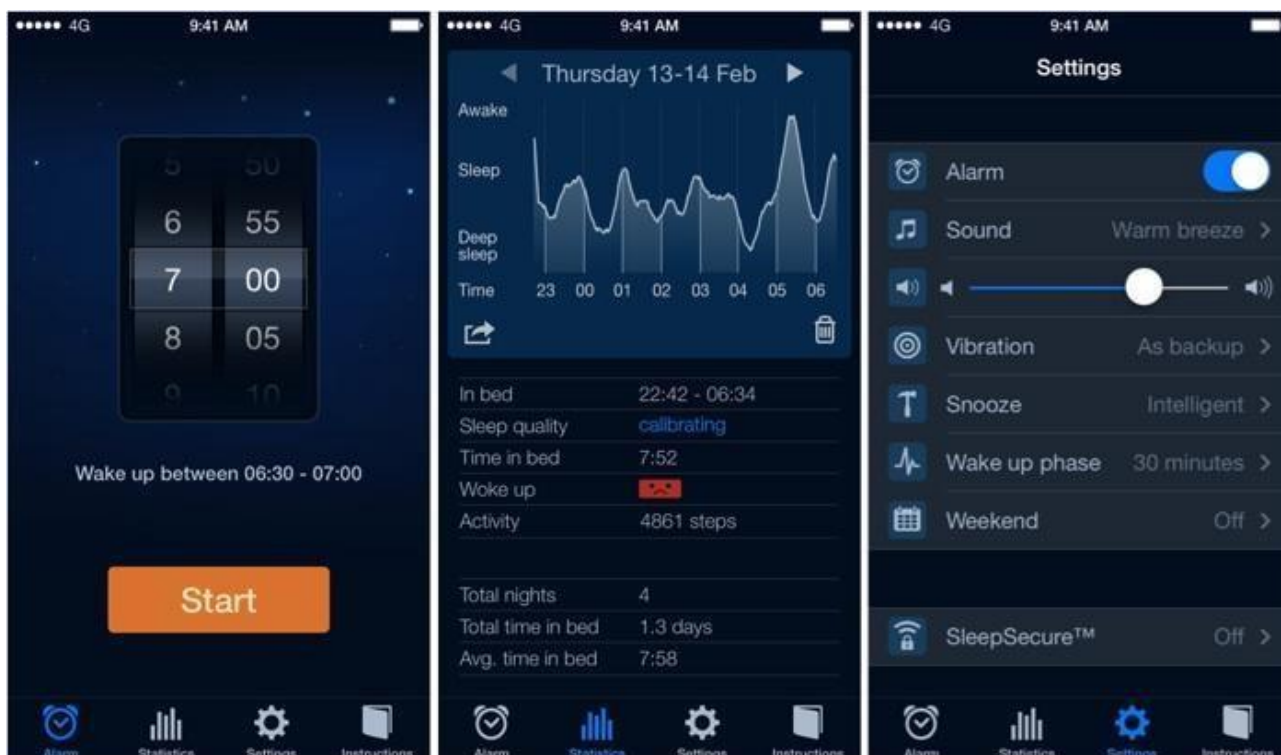 4G 9:41 AM
5 50
6 55
7 00
8 05
9 10
Wake up between 06:30 - 07:00
Start
Alarm Statistics Settings Instructions
4G 9:41 AM
Thursday 13-14 Feb
Awake
Sleep
Deep
sleep
Time 23 00 01 02 03 04 05 06
In bed 22:42 - 06:34
Sleep quality calibrating
Time in bed 7:52
Woke up
Activity 4861 steps
Total nights 4
Total time in bed 1.3 days
Avg. time in bed 7:58
Alarm Statistics Settings Instructions
4G 9:41 AM
Settings
Alarm
Sound Warm breeze >
Vibration As backup >
Snooze Intelligent >
Wake up phase 30 minutes >
Weekend Off >
SleepSecure™ Off >
Alarm Statistics Settings Instructions